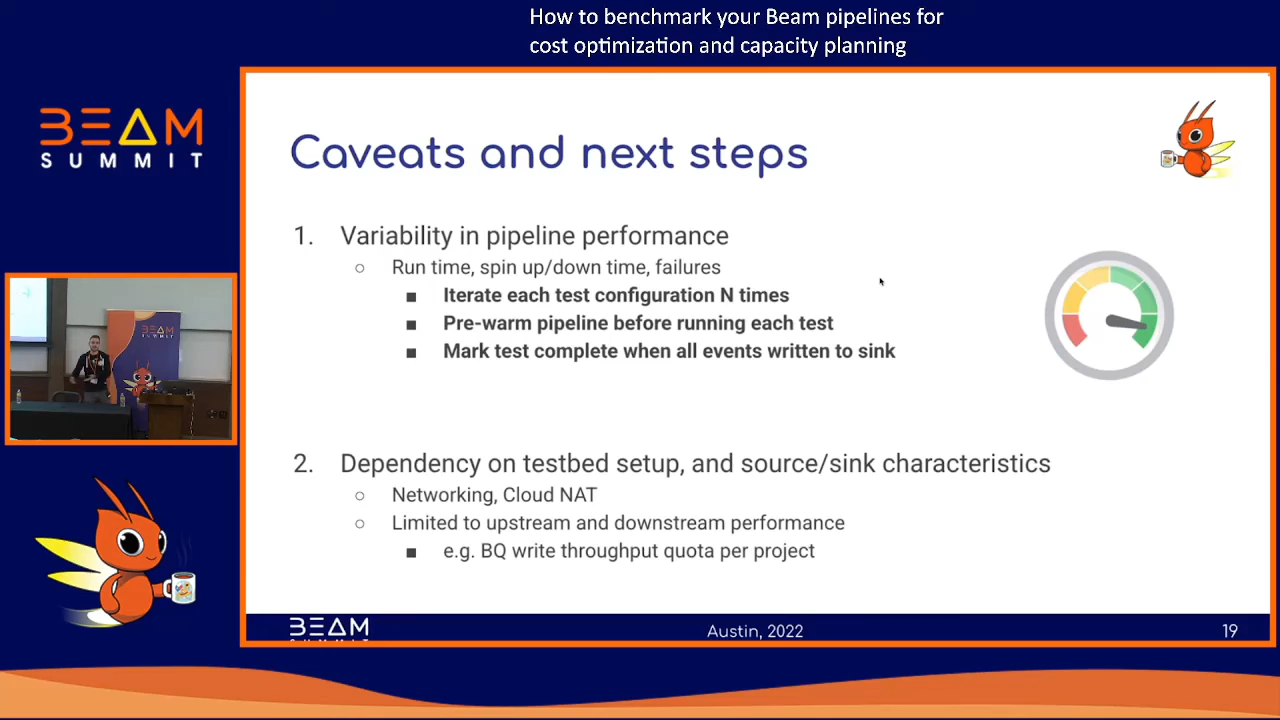 How to benchmark your Beam pipelines for
cost optimization and capacity planning
BEAM
SUMMIT
Caveats and next steps
1. Variability in pipeline performance
○ Run time, spin up/down time, failures
■ Iterate each test configuration N times
■ Pre-warm pipeline before running each test
■ Mark test complete when all events written to sink
2. Dependency on testbed setup, and source/sink characteristics
○ Networking, Cloud NAT
○ Limited to upstream and downstream performance
■ e.g. BQ write throughput quota per project
BEAM
Austin, 2022
19
BEAM